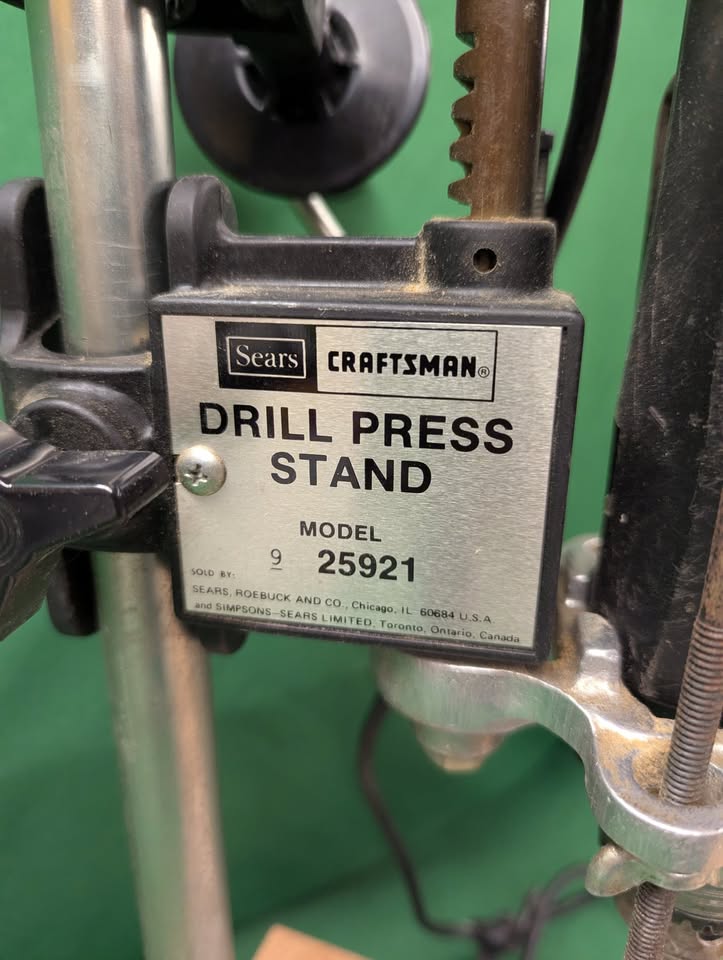 Sears CRAFTSMAN®
DRILL PRESS
STAND
MODEL
9 25921
SOLD BY:
SEARS, ROEBUCK AND CO., Chicago, IL 60684 U.S.A.
and SIMPSONS-SEARS LIMITED, Toronto, Ontario, Canada